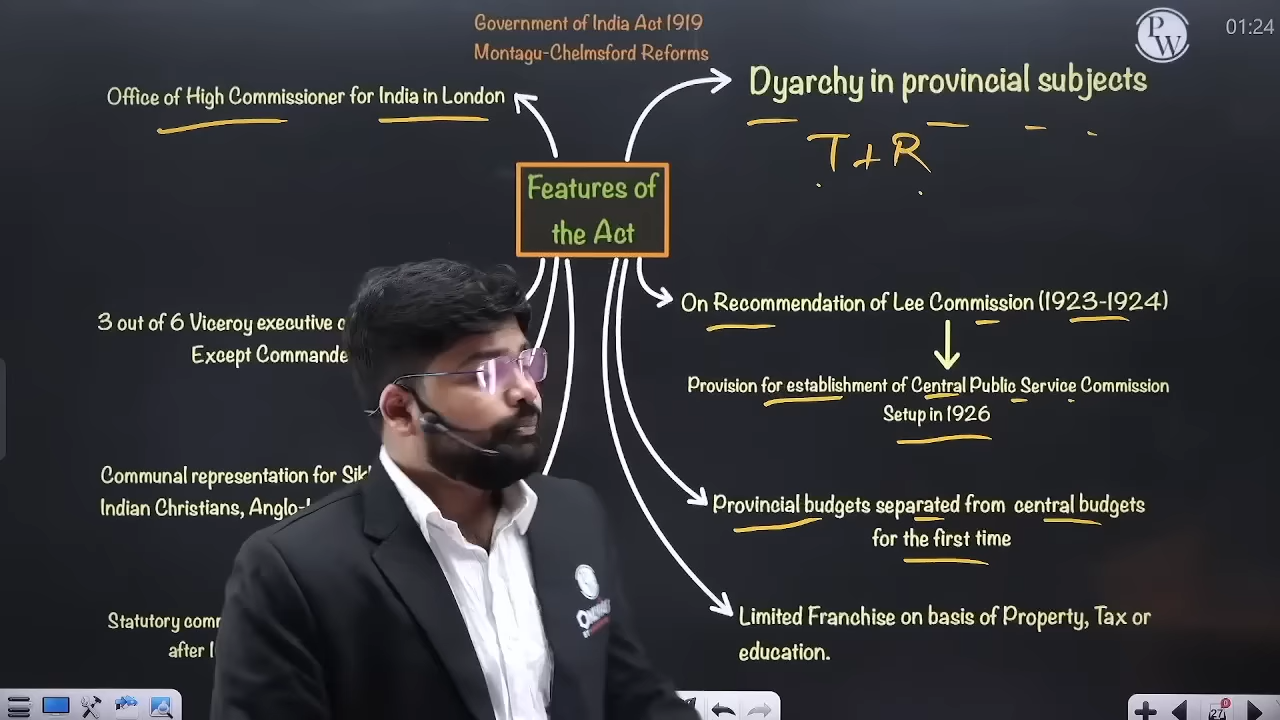 Government of India Act 1919
Montagu-Chelmsford Reforms
PW
01:24
Office of High Commissioner for India in London
Dyarchy in provincial subjects
T+R
Features of
the Act
3 out of 6 Viceroy executive
Except
On Recommendation of Lee Commission (1923-1924)
Provision for establishment of Central Public Service Commission
Setup in 1926
Communal representation for
Indian Christians,
Provincial budgets separated from central budgets
for the first time
Statutory
after
Limited Franchise on basis of Property, Tax or
education.
27